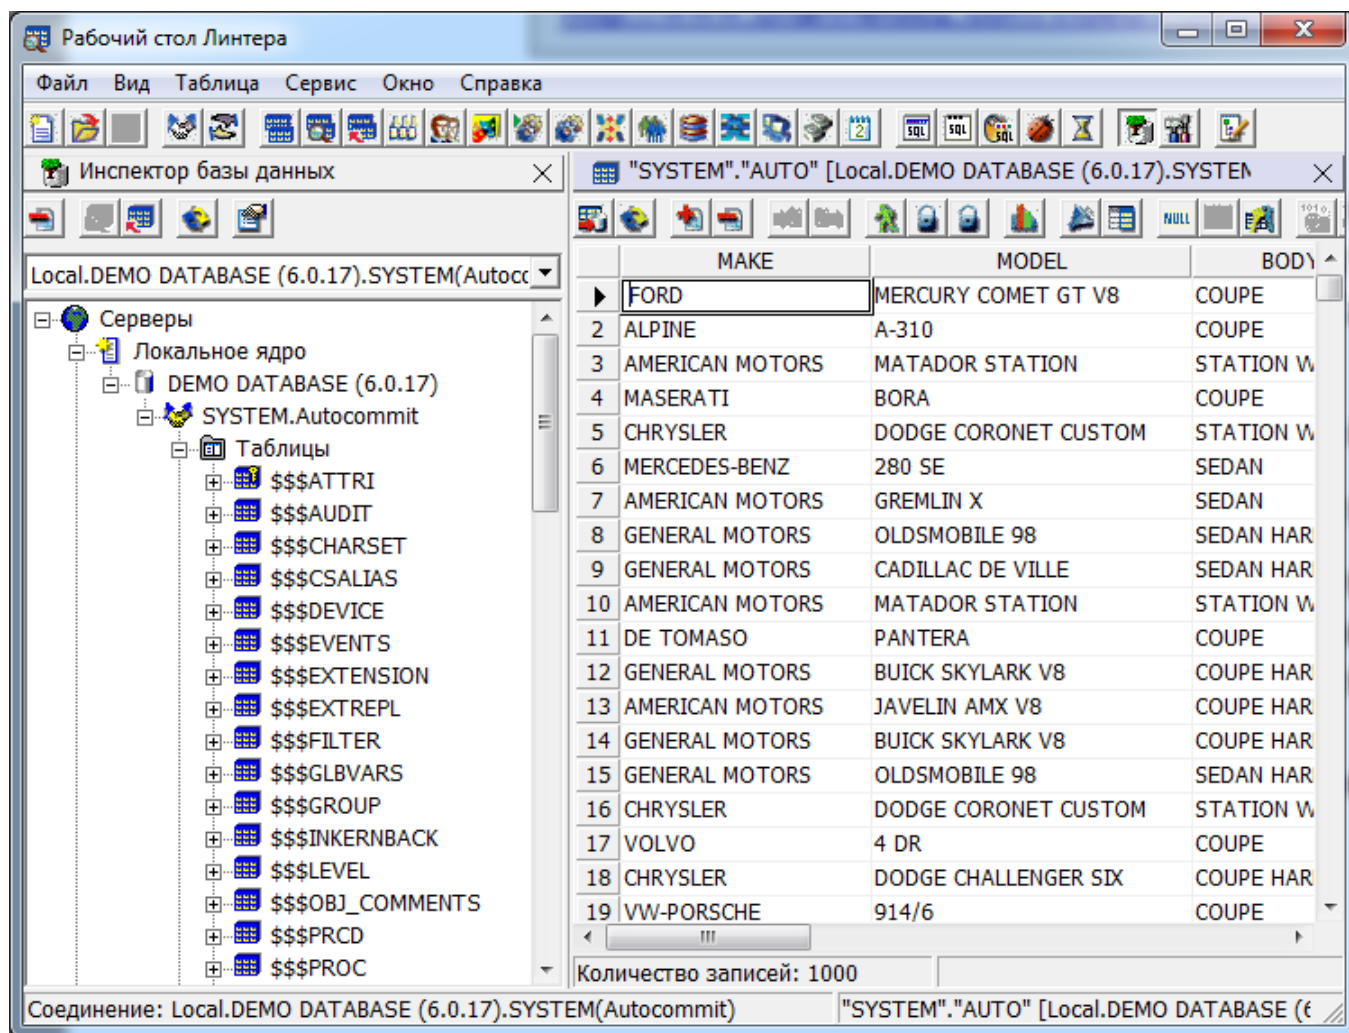 Рабочий стол Линтера
Файл Вид Таблица Сервис Окно Справка
Инспектор базы данных
Local.DEMO DATABASE (6.0.17).SYSTEM(Autoc
Серверы
Локальное ядро
DEMO DATABASE (6.0.17)
SYSTEM.Autocommit
Таблицы
$$$ATTRI
$$$AUDIT
$$$CHARSET
$$$CSALIAS
$$$DEVICE
$$$EVENTS
$$$EXTENSION
$$$EXTREPL
$$$FILTER
$$$GLBVARS
$$$GROUP
$$$INKERNBACK
$$$LEVEL
$$$OBJ_COMMENTS
$$$PRCD
$$$PROC
"SYSTEM"."AUTO" [Local.DEMO DATABASE (6.0.17).SYSTEM
NULL
MAKE MODEL BODY
FORD MERCURY COMET GT V8 COUPE
2 ALPINE A-310 COUPE
3 AMERICAN MOTORS MATADOR STATION STATION W
4 MASERATI BORA COUPE
5 CHRYSLER DODGE CORONET CUSTOM STATION W
6 MERCEDES-BENZ 280 SE SEDAN
7 AMERICAN MOTORS GREMLIN X SEDAN
8 GENERAL MOTORS OLDSMOBILE 98 SEDAN HAR
9 GENERAL MOTORS CADILLAC DE VILLE SEDAN HAR
10 AMERICAN MOTORS MATADOR STATION STATION W
11 DE TOMASO PANTERA COUPE
12 GENERAL MOTORS BUICK SKYLARK V8 COUPE HAR
13 AMERICAN MOTORS JAVELIN AMX V8 COUPE HAR
14 GENERAL MOTORS BUICK SKYLARK V8 COUPE HAR
15 GENERAL MOTORS OLDSMOBILE 98 SEDAN HAR
16 CHRYSLER DODGE CORONET CUSTOM STATION W
17 VOLVO 4 DR COUPE
18 CHRYSLER DODGE CHALLENGER SIX COUPE HAR
19 VW-PORSCHE 914/6 COUPE
Количество записей: 1000
Соединение: Local.DEMO DATABASE (6.0.17).SYSTEM(Autocommit) "SYSTEM"."AUTO" [Local.DEMO DATABASE (6